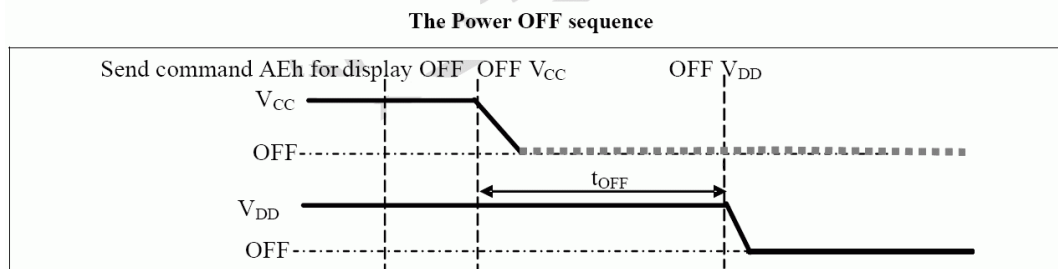 The Power OFF sequence
Send command AEh for display OFF OFF VCC OFF VDD
VCC
OFF
tOFF
VDD
OFF